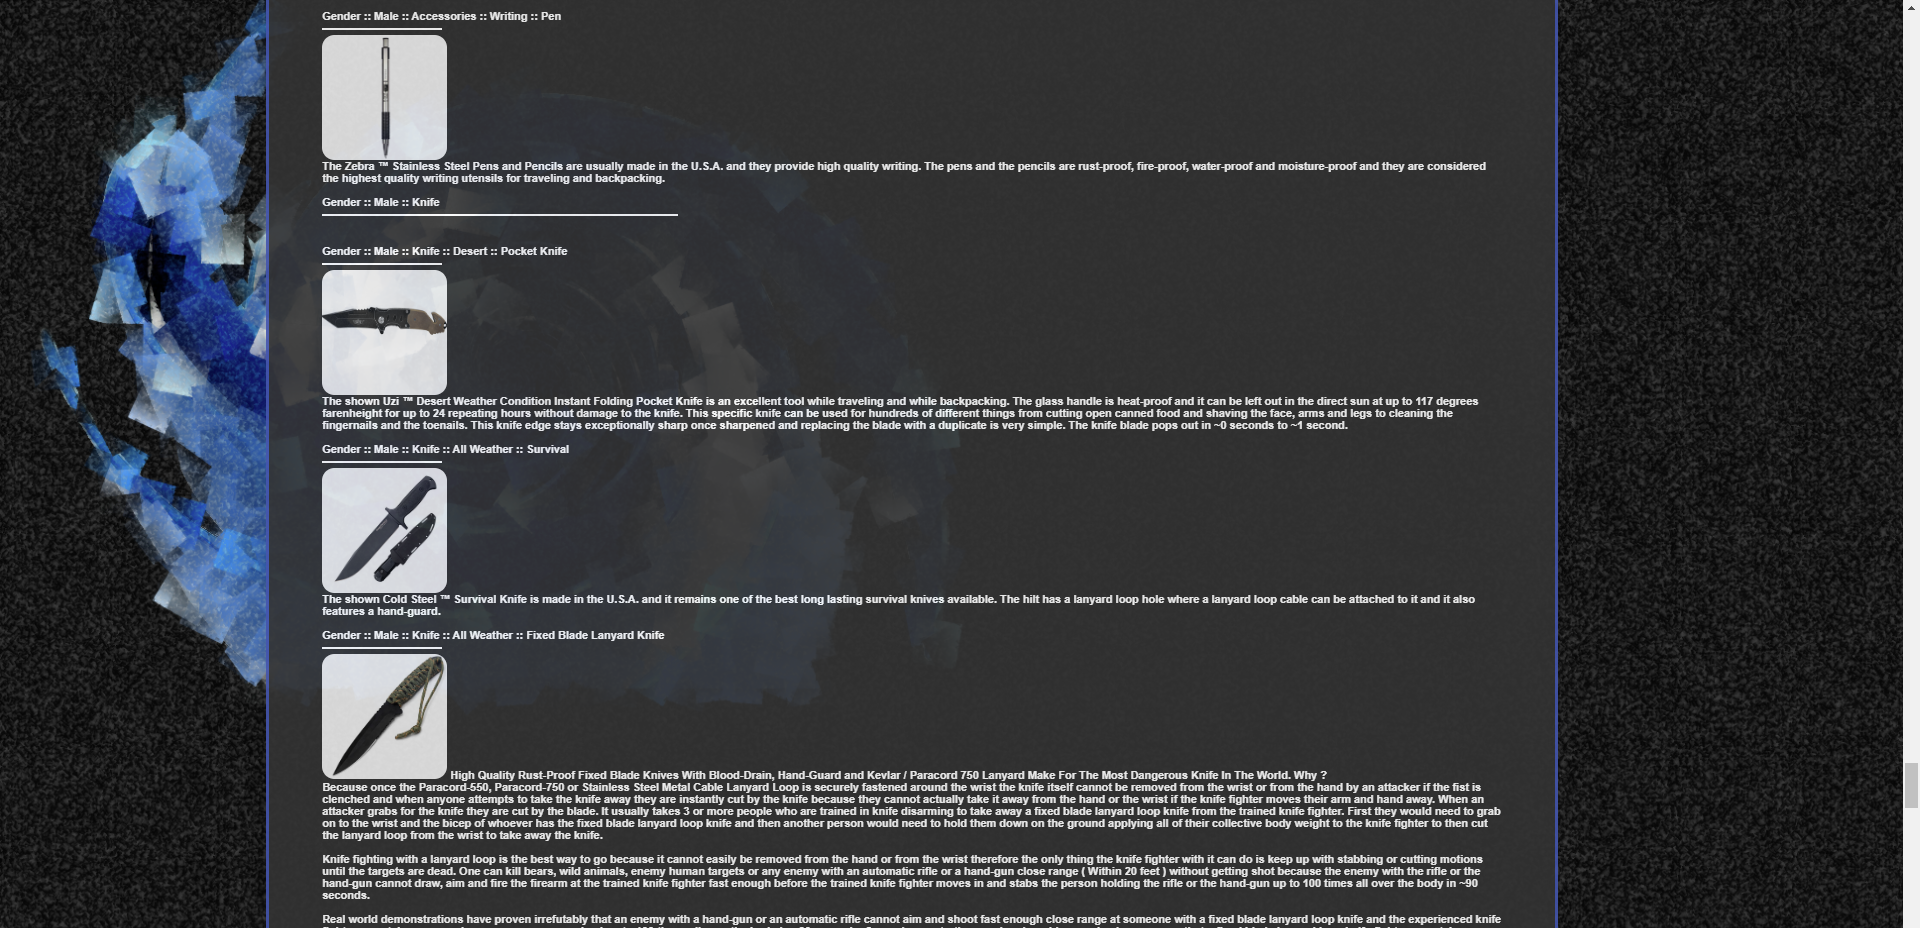 Gender :: Male :: Accessories :: Writing :: Pen
The Zebra ™ Stainless Steel Pens and Pencils are usually made in the U.S.A. and they provide high quality writing. The pens and the pencils are rust-proof, fire-proof, water-proof and moisture-proof and they are considered
the highest quality writing utensils for traveling and backpacking.
Gender :: Male :: Knife
Gender :: Male :: Knife :: Desert :: Pocket Knife
The shown Uzi ™ Desert Weather Condition Instant Folding Pocket Knife is an excellent tool while traveling and while backpacking. The glass handle is heat-proof and it can be left out in the direct sun at up to 117 degrees
farenheight for up to 24 repeating hours without damage to the knife. This specific knife can be used for hundreds of different things from cutting open canned food and shaving the face, arms and legs to cleaning the
fingernails and the toenails. This knife edge stays exceptionally sharp once sharpened and replacing the blade with a duplicate is very simple. The knife blade pops out in ~0 seconds to ~1 second.
Gender :: Male :: Knife :: All Weather :: Survival
The shown Cold Steel ™ Survival Knife is made in the U.S.A. and it remains one of the best long lasting survival knives available. The hilt has a lanyard loop hole where a lanyard loop cable can be attached to it and it also
features a hand-guard.
Gender :: Male :: Knife :: All Weather :: Fixed Blade Lanyard Knife
High Quality Rust-Proof Fixed Blade Knives With Blood-Drain, Hand-Guard and Kevlar / Paracord 750 Lanyard Make For The Most Dangerous Knife In The World. Why ?
Because once the Paracord-550, Paracord-750 or Stainless Steel Metal Cable Lanyard Loop is securely fastened around the wrist the knife itself cannot be removed from the wrist or from the hand by an attacker if the fist is
clenched and when anyone attempts to take the knife away they are instantly cut by the knife because they cannot actually take it away from the hand or the wrist if the knife fighter moves their arm and hand away. When an
attacker grabs for the knife they are cut by the blade. It usually takes 3 or more people who are trained in knife disarming to take away a fixed blade lanyard loop knife from the trained knife fighter. First they would need to grab
on to the wrist and the bicep of whoever has the fixed blade lanyard loop knife and then another person would need to hold them down on the ground applying all of their collective body weight to the knife fighter to then cut
the lanyard loop from the wrist to take away the knife.
Knife fighting with a lanyard loop is the best way to go because it cannot easily be removed from the hand or from the wrist therefore the only thing the knife fighter with it can do is keep up with stabbing or cutting motions
until the targets are dead. One can kill bears, wild animals, enemy human targets or any enemy with an automatic rifle or a hand-gun close range ( Within 20 feet ) without getting shot because the enemy with the rifle or the
hand-gun cannot draw, aim and fire the firearm at the trained knife fighter fast enough before the trained knife fighter moves in and stabs the person holding the rifle or the hand-gun up to 100 times all over the body in ~90
seconds.
Real world demonstrations have proven irrefutably that an enemy with a hand-gun or an automatic rifle cannot aim and shoot fast enough close range at someone with a fixed blade lanyard loop knife and the experienced knife